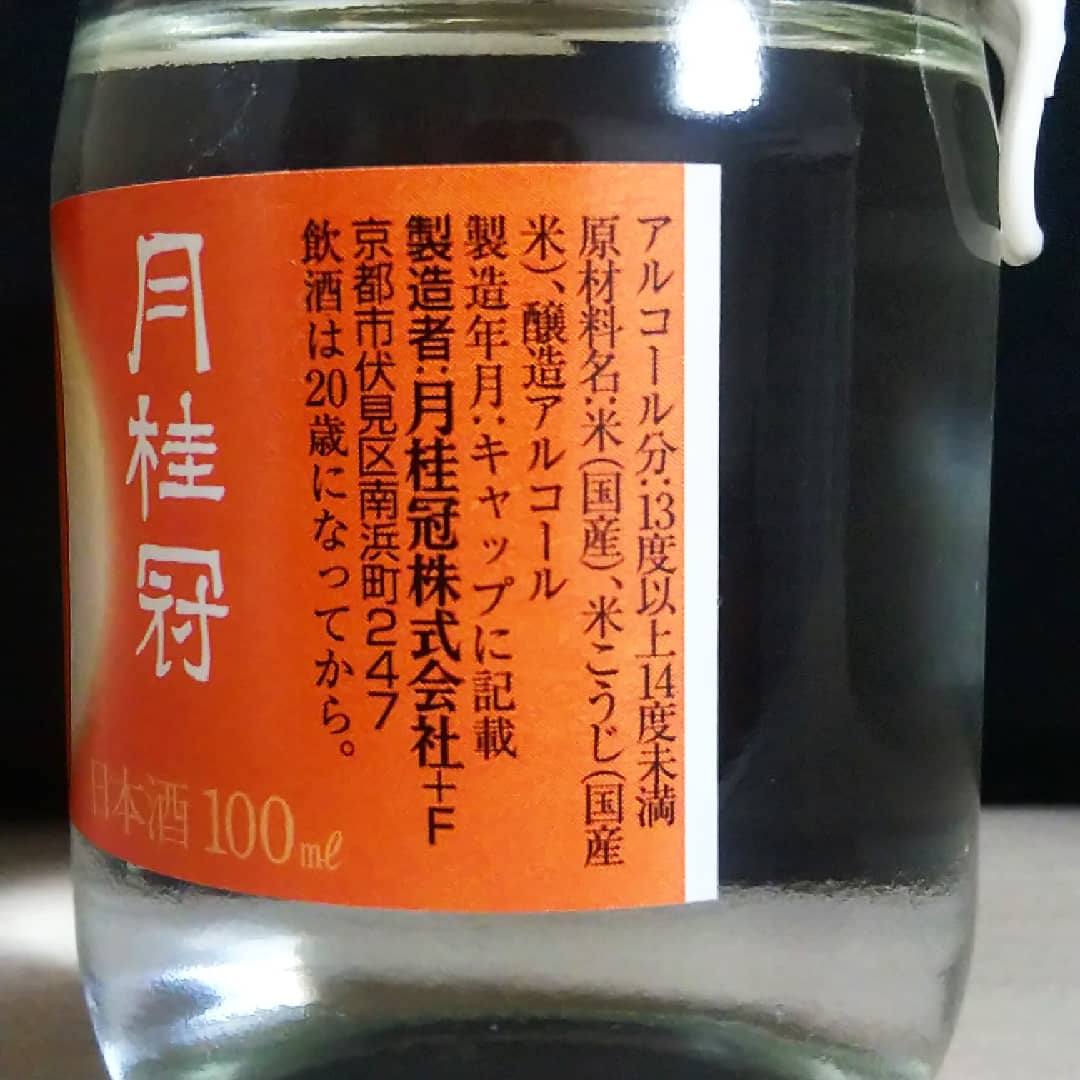 アルコール分:13度以上14度未満
原材料名:米(国産)、米こうじ(国産
米)、醸造アルコール
製造年月:キャップに記載
製造者:月桂冠株式会社+F
京都市伏見区南浜町247
飲酒は20歳になってから。
月桂冠
日本酒 100mℓ